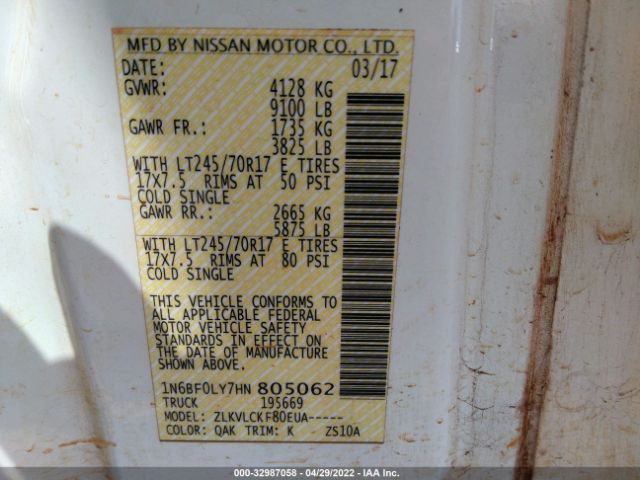 MFD BY NISSAN MOTOR CO., LTD.
DATE: 03/17
GVWR: 4128 KG
9100 LB
GAWR FR.: 1735 KG
3825 LB
WITH LT245/70R17 E TIRES
17X7.5 RIMS AT 50 PSI
COLD SINGLE
GAWR RR.: 2665 KG
5875 LB
WITH LT245/70R17 E TIRES
17X7.5 RIMS AT 80 PSI
COLD SINGLE
THIS VEHICLE CONFORMS TO
ALL APPLICABLE FEDERAL
MOTOR VEHICLE SAFETY
STANDARDS IN EFFECT ON
THE DATE OF MANUFACTURE
SHOWN ABOVE.
1N6BF0LY7HN 805062
TRUCK 195669
MODEL: ZLKVLCKF80EUA-----
COLOR: QAK TRIM: K ZS10A
000-32987058 - 04/29/2022 - IAA Inc.